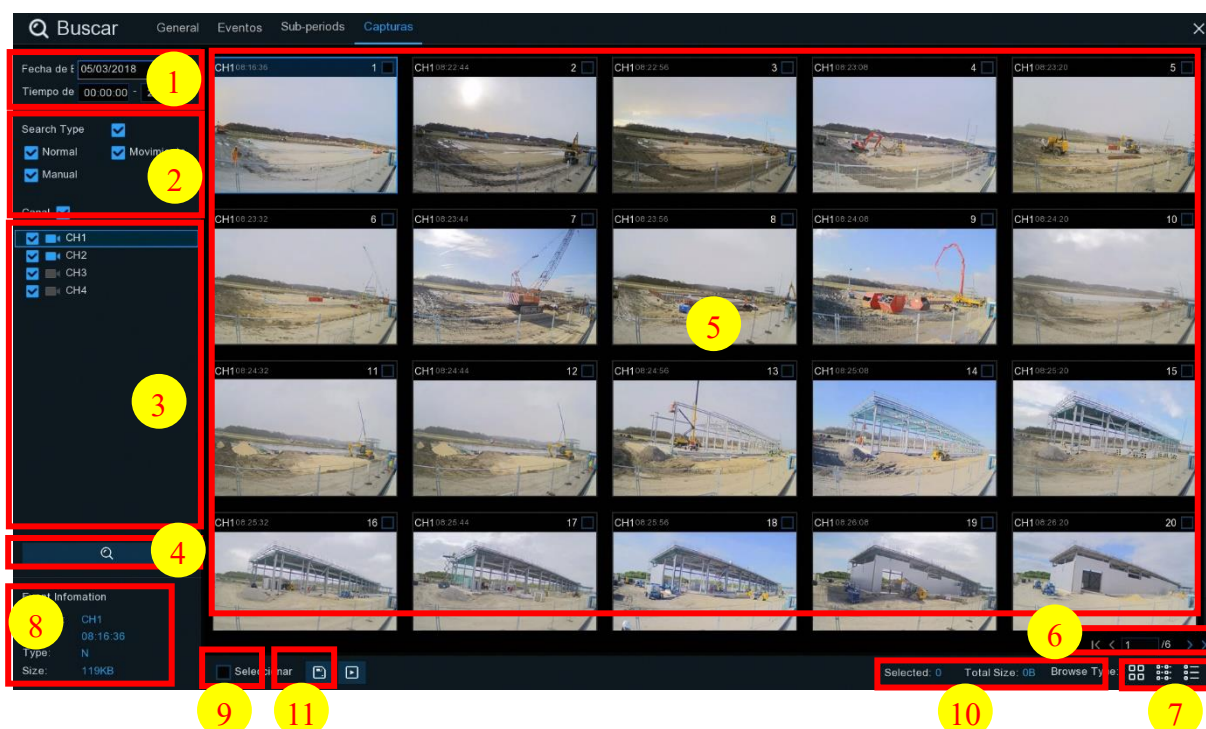 Buscar General Eventos Sub-periods Capturas
Fecha de E 05/03/2018
1
Tiempo de 00:00:00 -
Search Type
Normal
Manual
2
CH1
CH2
CH3
CH4
3
4
Event Infomation
CH1
08:16:36
Type: N
Size: 119KB
8
CH1 08:16:36 1
CH1 08:22:44 2
CH1 08:22:56 3
CH1 08:23:08 4
CH1 08:23:20 5
CH1 08:23:32 6
CH1 08:23:44 7
CH1 08:23:56 8
CH1 08:24:08 9
CH1 08:24:20 10
5
CH1 08:24:32 11
CH1 08:24:44 12
CH1 08:24:56 13
CH1 08:25:08 14
CH1 08:25:20 15
CH1 08:25:32 16
CH1 08:25:44 17
CH1 08:25:56 18
CH1 08:26:08 19
CH1 08:26:20 20
6
1 /6
Seleccionar
Selected: 0 Total Size: 0B Browse Type:
9
11
10
7